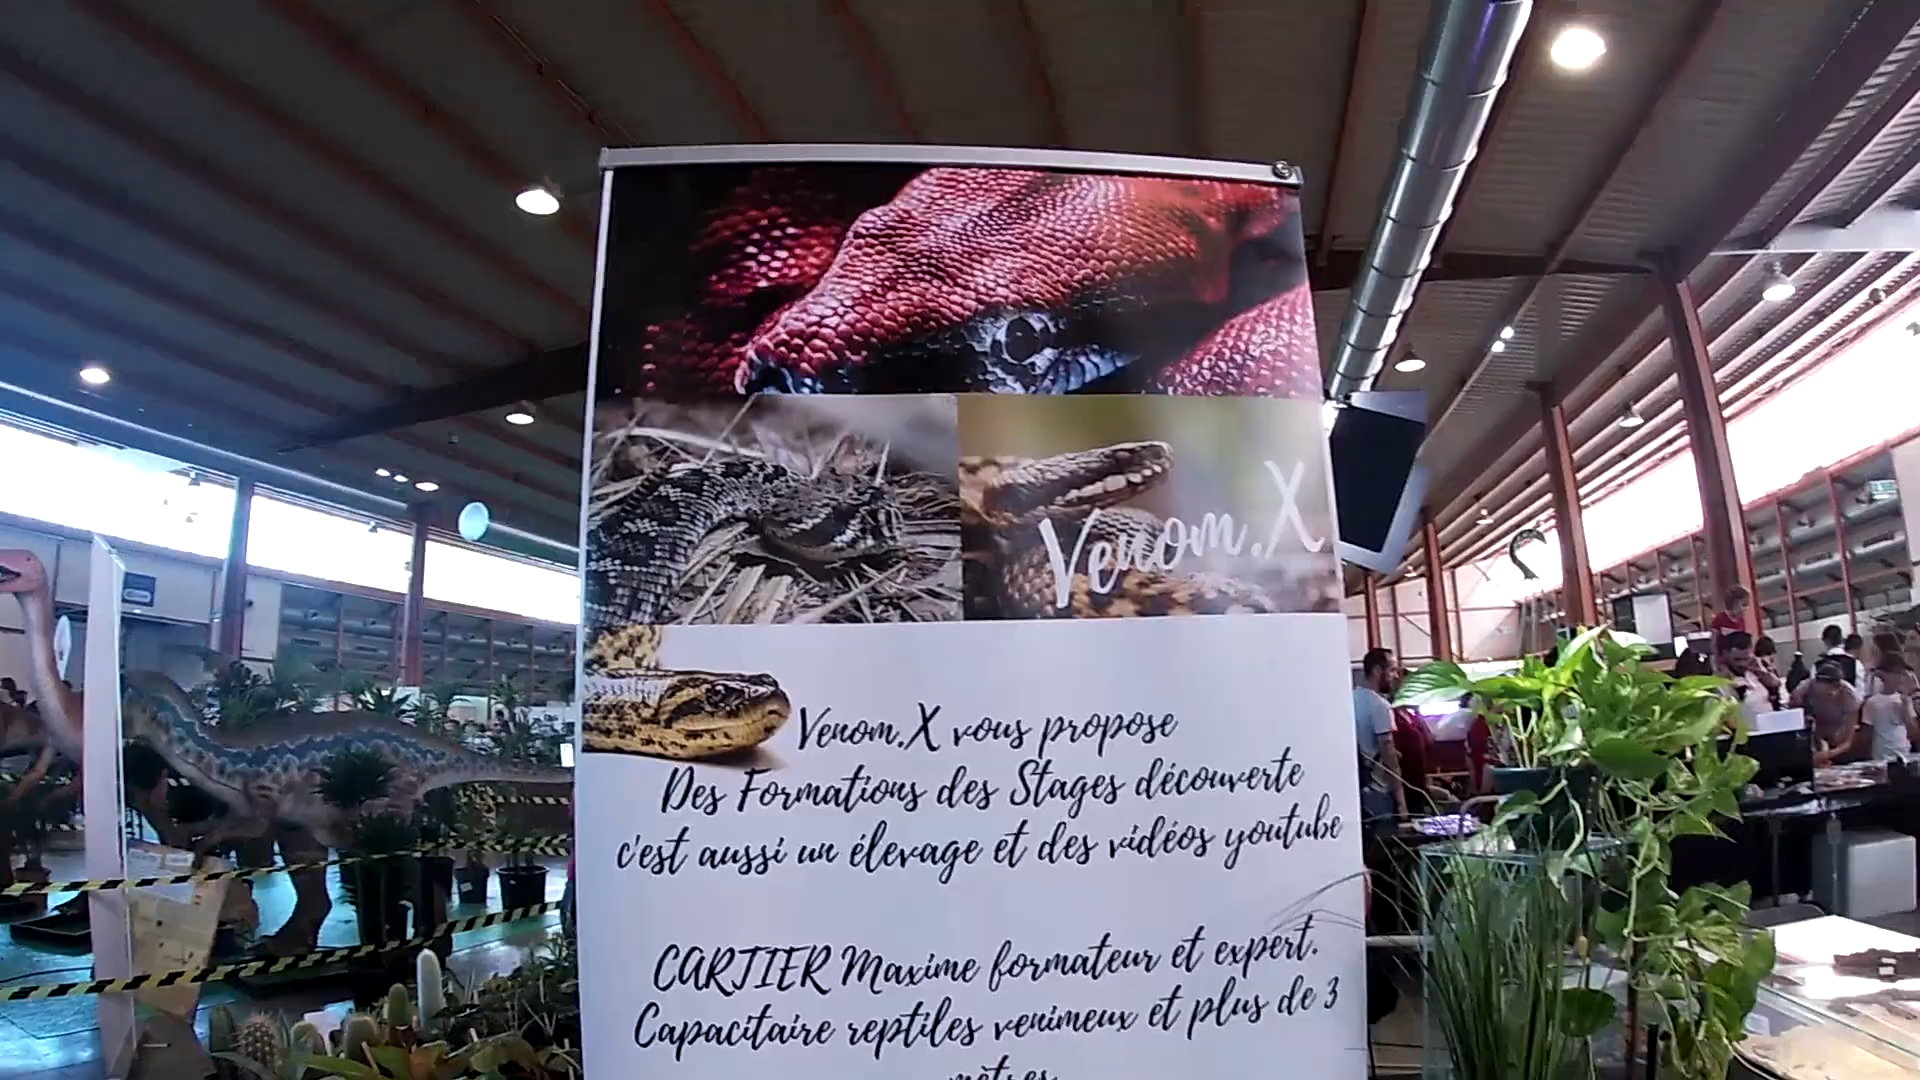 Venom.X
Venom.X vous propose
Des Formations des Stages découverte
c'est aussi un élevage et des vidéos youtube
CARTIER Maxime formateur et expert.
Capacitaire reptiles venimeux et plus de 3
mètres